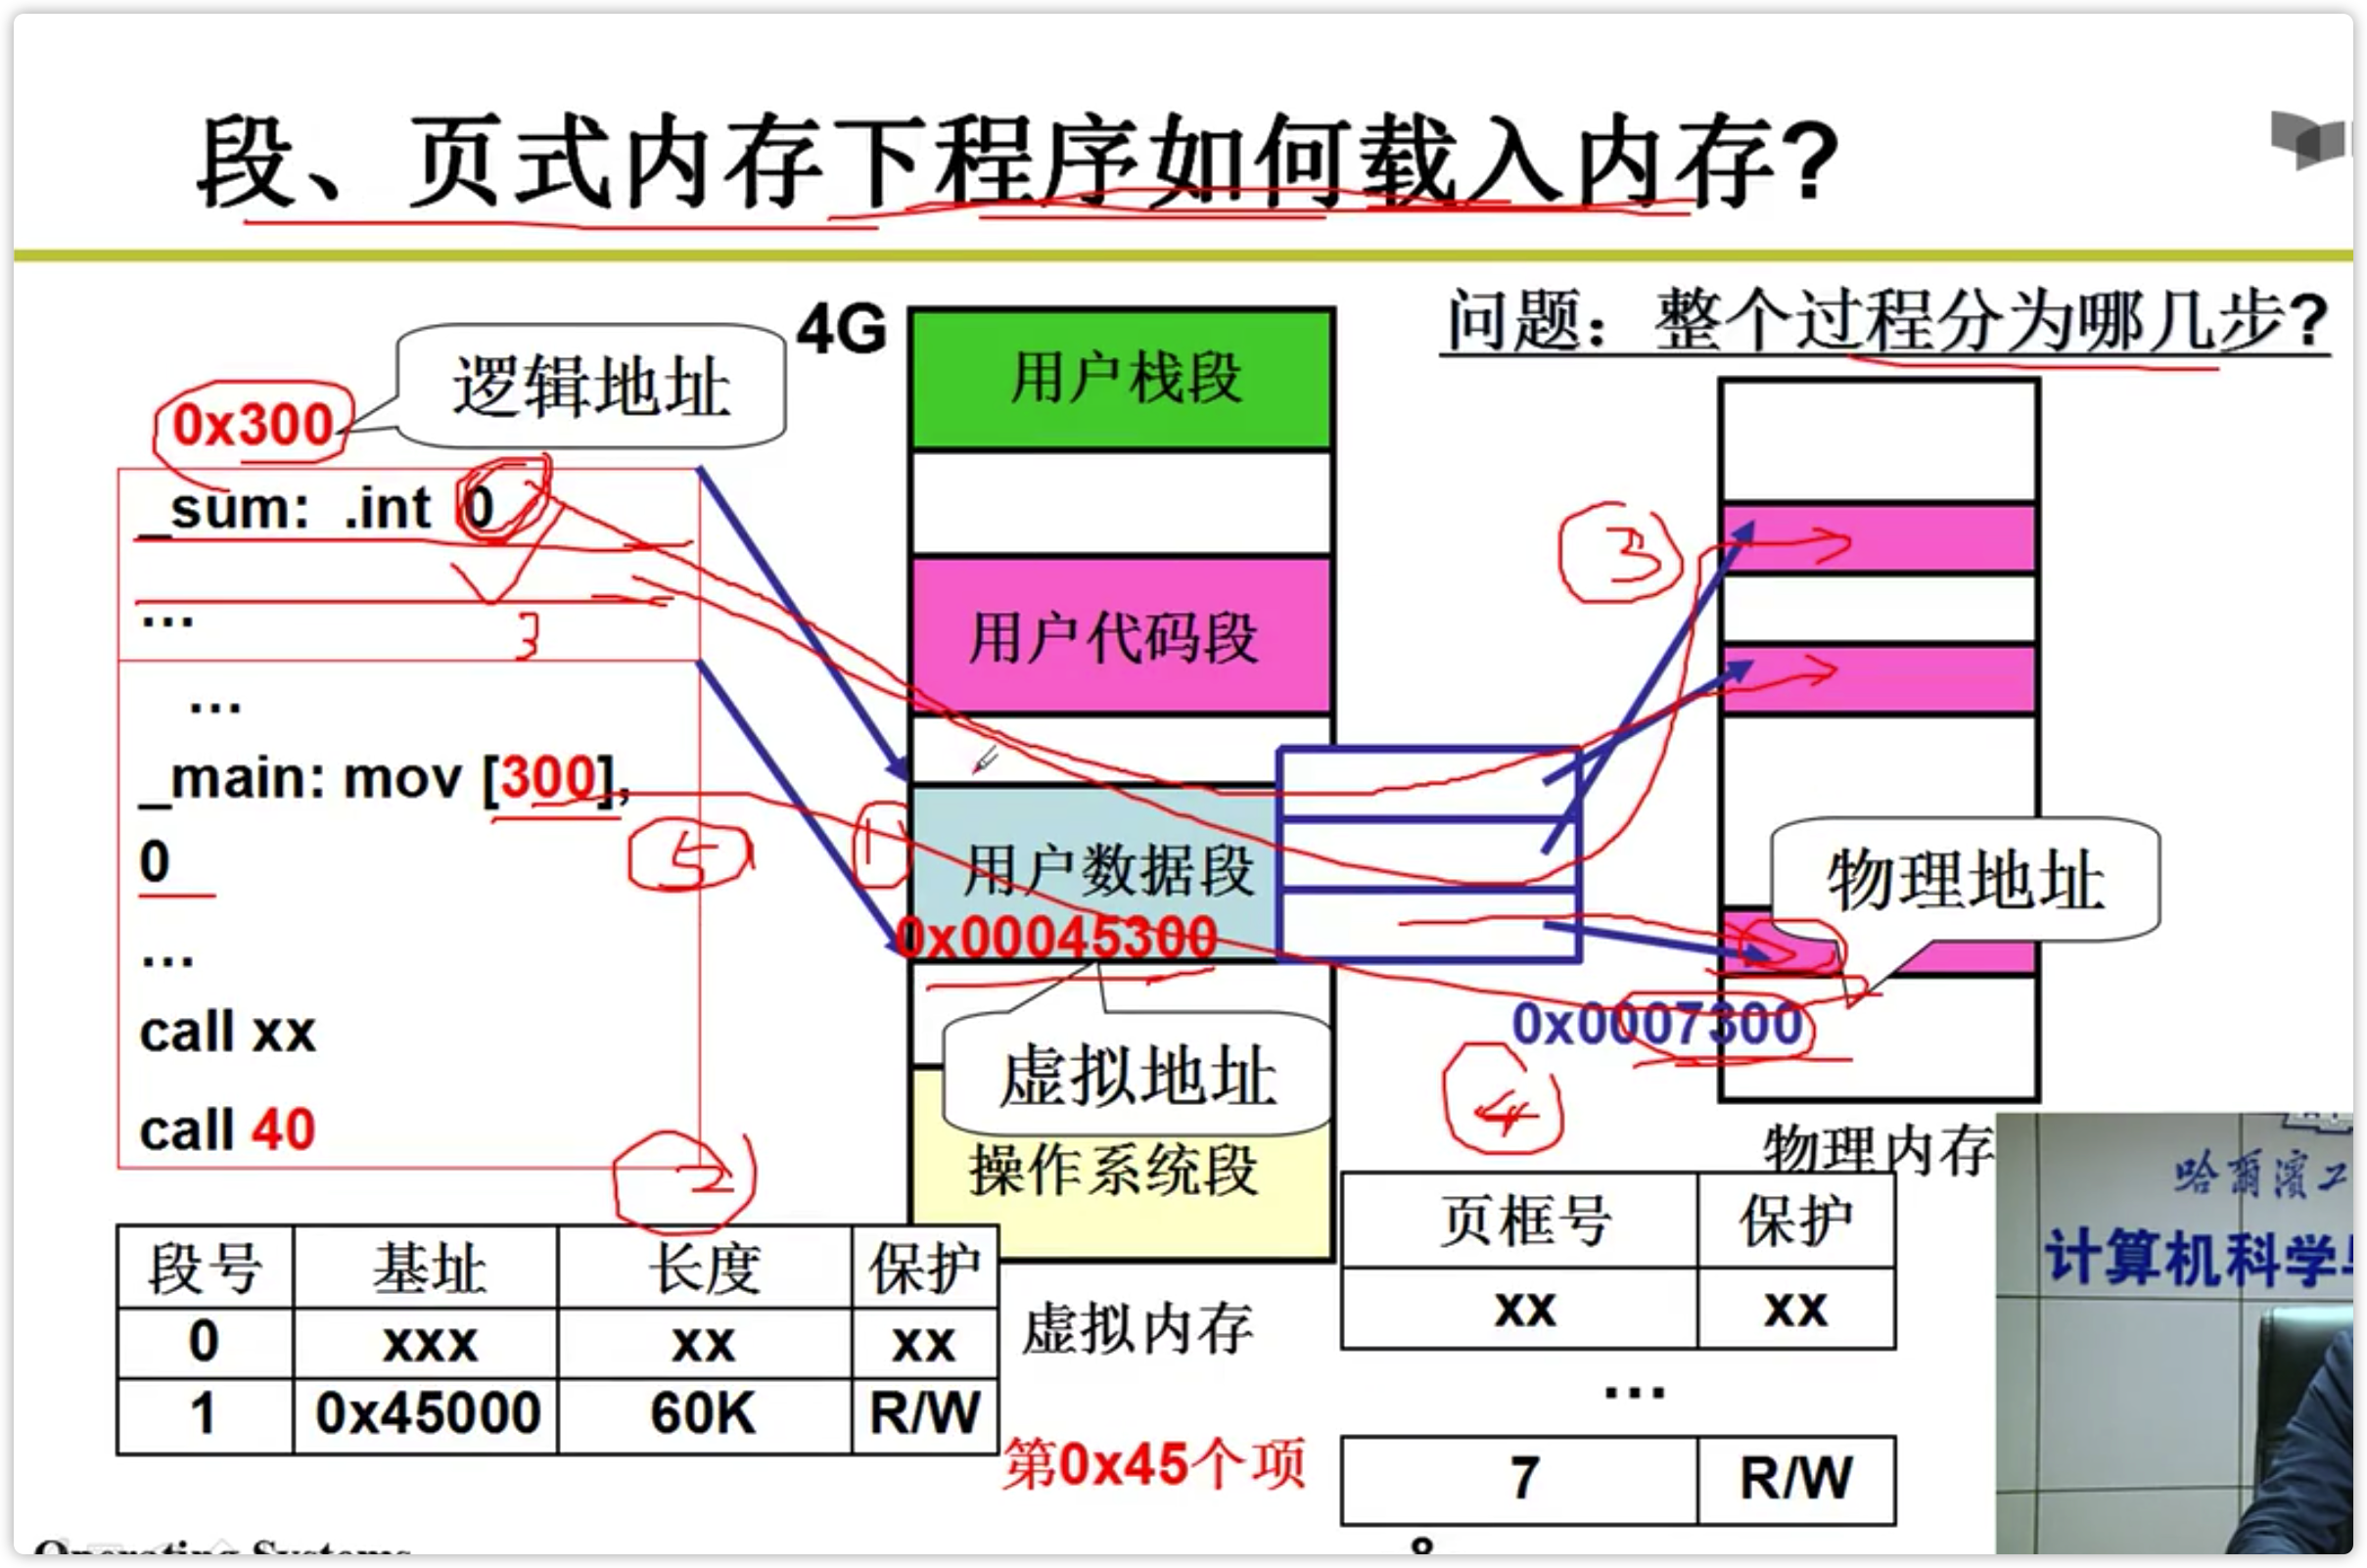 段、页式内存下程序如何载入内存?
问题：整个过程分为哪几步?
4G
逻辑地址
0x300
_sum: .int 0
...
3
...
_main: mov [300],
0
...
call xx
call 40
用户栈段
用户代码段
用户数据段
0x00045300
虚拟地址
操作系统段
虚拟内存
1
2
3
4
5
物理地址
0x0007300
物理内存
段号 基址 长度 保护
0 xxx xx xx
1 0x45000 60K R/W
第0x45个项
页框号 保护
xx xx
...
7 R/W
哈爾濱工
计算机科学与
Operating Systems
8